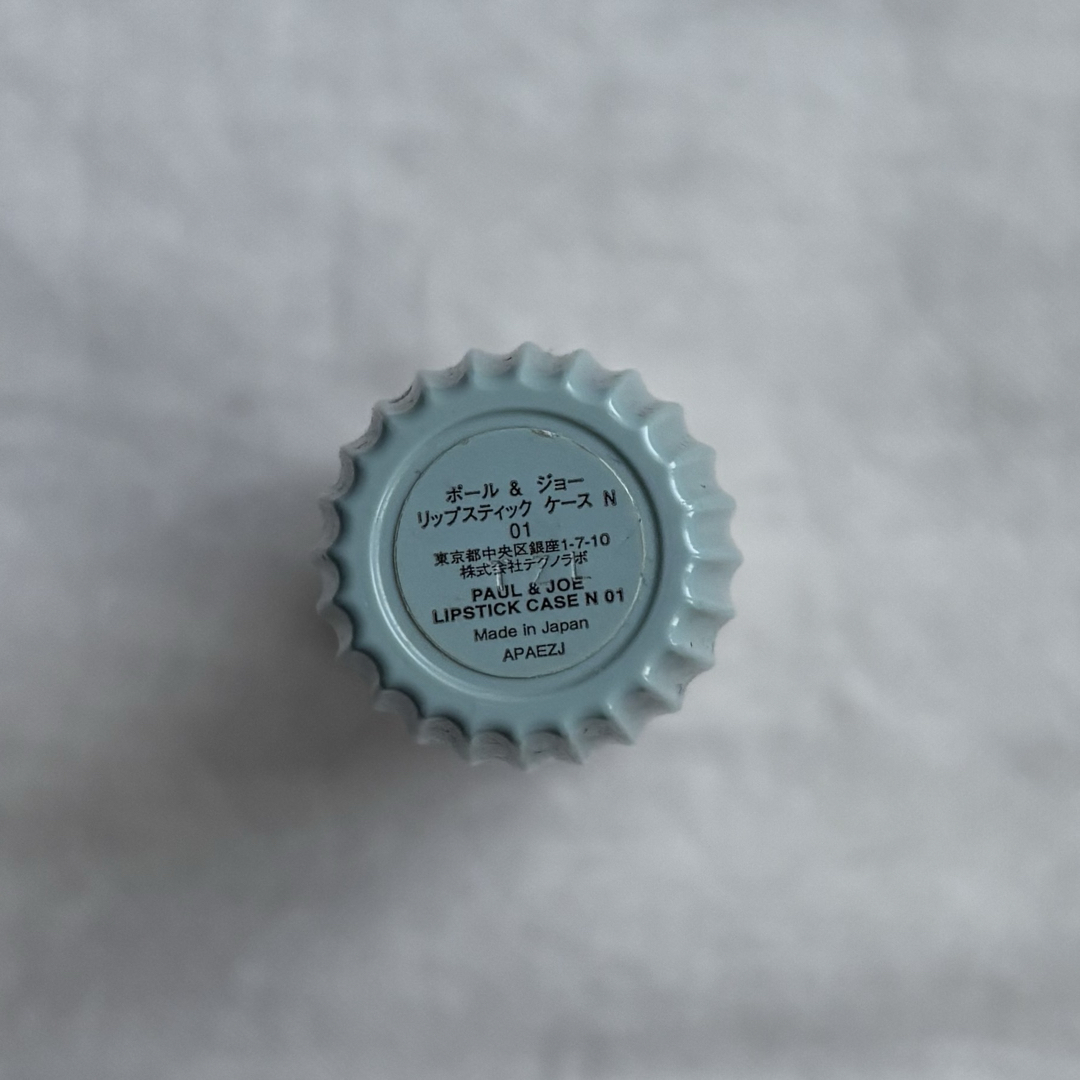 ポール & ジョー
リップスティック ケース N
01
東京都中央区銀座1-7-10
株式会社テクノラボ
PAUL & JOE
LIPSTICK CASE N 01
Made in Japan
APAEZJ